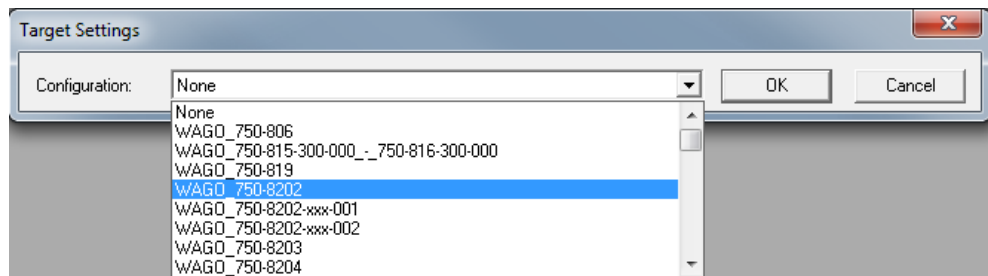 Target Settings
Configuration: None OK Cancel
None
WAGO_750-806
WAGO_750-815-300-000_-_750-816-300-000
WAGO_750-819
WAGO_750-8202
WAGO_750-8202-xxx-001
WAGO_750-8202-xxx-002
WAGO_750-8203
WAGO_750-8204